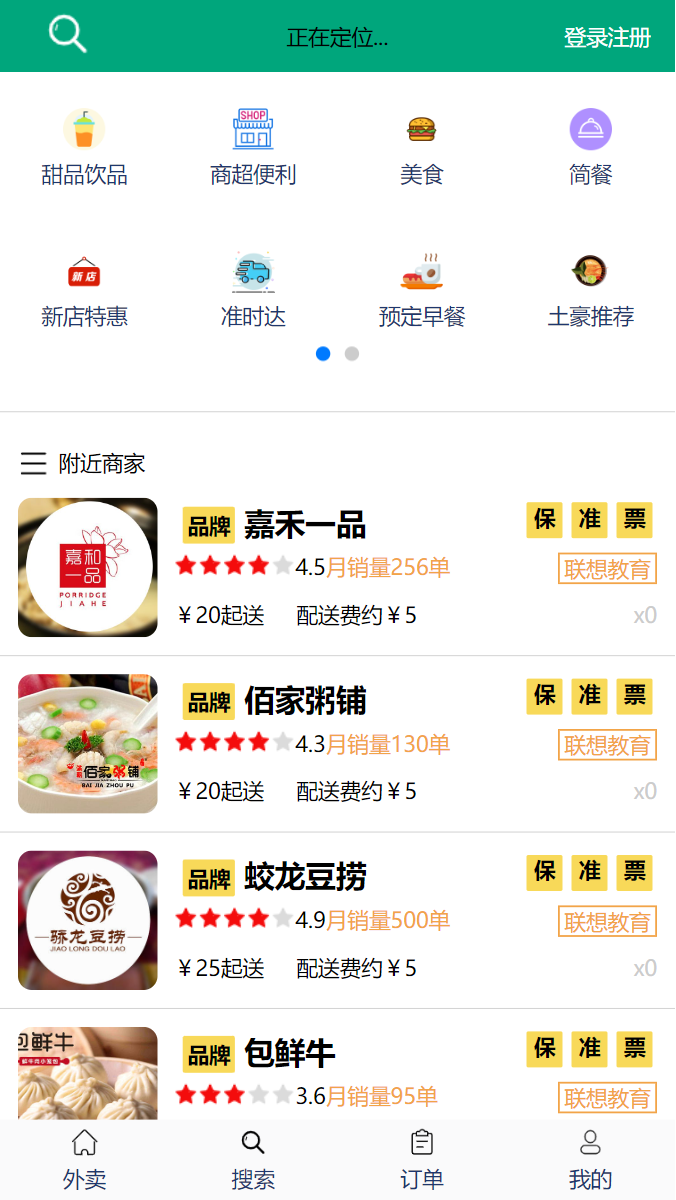 正在定位...
登录注册
甜品饮品
SHOP
商超便利
美食
简餐
新店
新店特惠
准时达
预定早餐
土豪推荐
附近商家
嘉和
一品
PORRIDGE
JIAHE
品牌 嘉禾一品 保 准 票
4.5月销量256单 联想教育
¥20起送 配送费约¥5 x0
佰家粥铺
BAI JIA ZHOU PU
品牌 佰家粥铺 保 准 票
4.3月销量130单 联想教育
¥20起送 配送费约¥5 x0
骄龙豆捞
JIAO LONG DOU LAO
品牌 蛟龙豆捞 保 准 票
4.9月销量500单 联想教育
¥25起送 配送费约¥5 x0
包鲜牛
品牌 包鲜牛 保 准 票
3.6月销量95单 联想教育
外卖
搜索
订单
我的